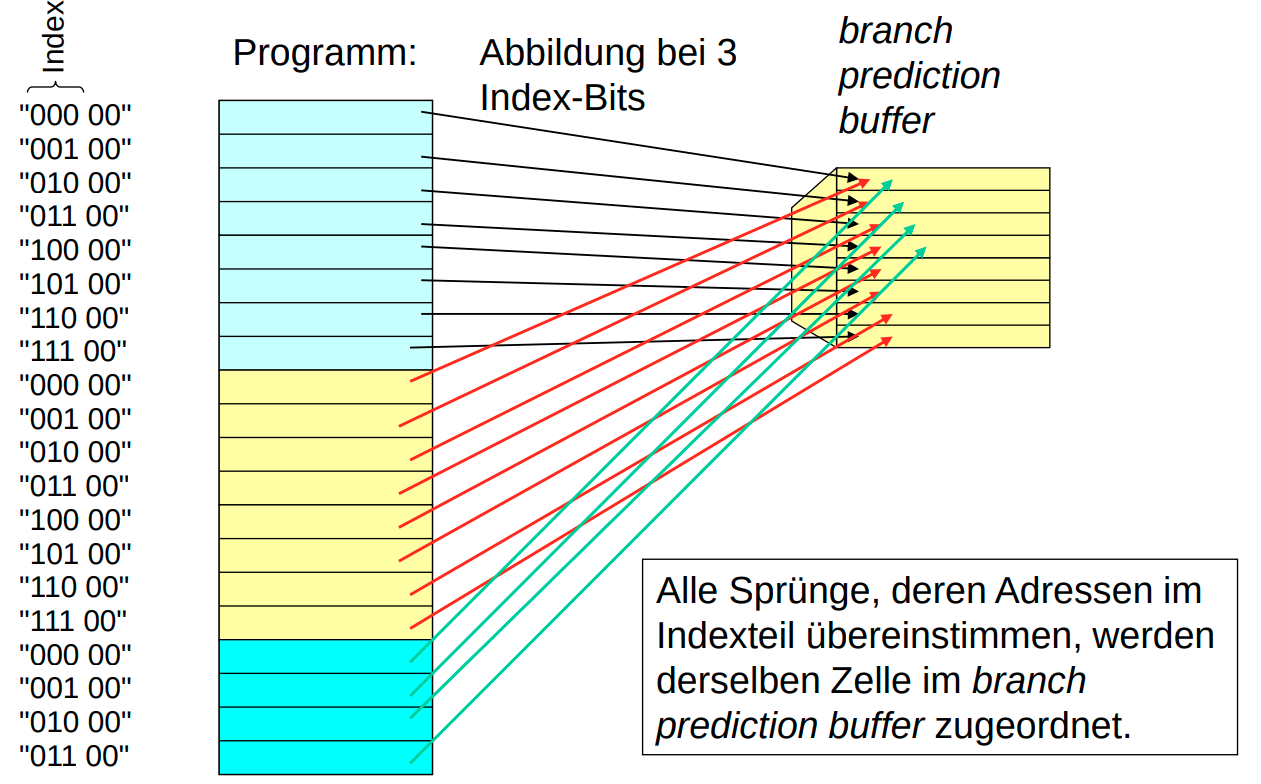 Index
Programm:
Abbildung bei 3
Index-Bits
branch
prediction
buffer
"000 00"
"001 00"
"010 00"
"011 00"
"100 00"
"101 00"
"110 00"
"111 00"
"000 00"
"001 00"
"010 00"
"011 00"
"100 00"
"101 00"
"110 00"
"111 00"
"000 00"
"001 00"
"010 00"
"011 00"
Alle Sprünge, deren Adressen im
Indexteil übereinstimmen, werden
derselben Zelle im branch
prediction buffer zugeordnet.